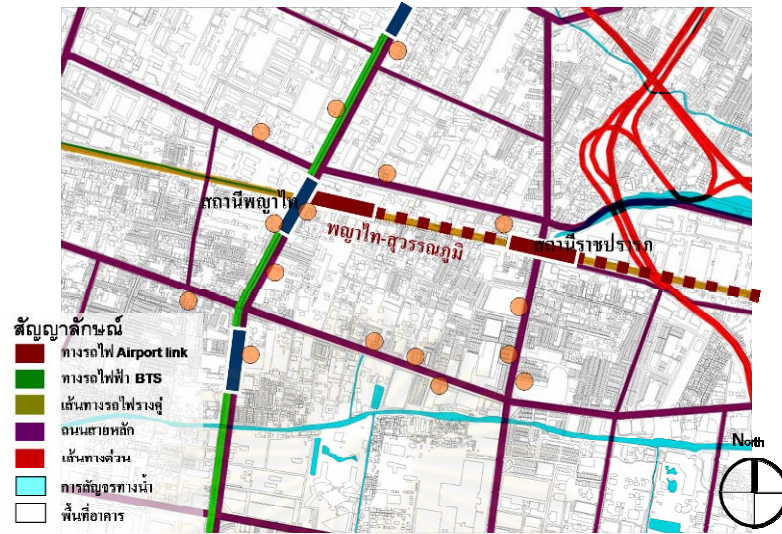 สถานีพญาไท
พญาไท-สุวรรณภูมิ
สถานีราชปรารภ
สัญญาลักษณ์
ทางรถไฟ Airport link
ทางรถไฟฟ้า BTS
เส้นทางรถไฟรางคู่
ถนนสายหลัก
เส้นทางด่วน
การสัญจรทางน้ำ
พื้นที่อาคาร
North